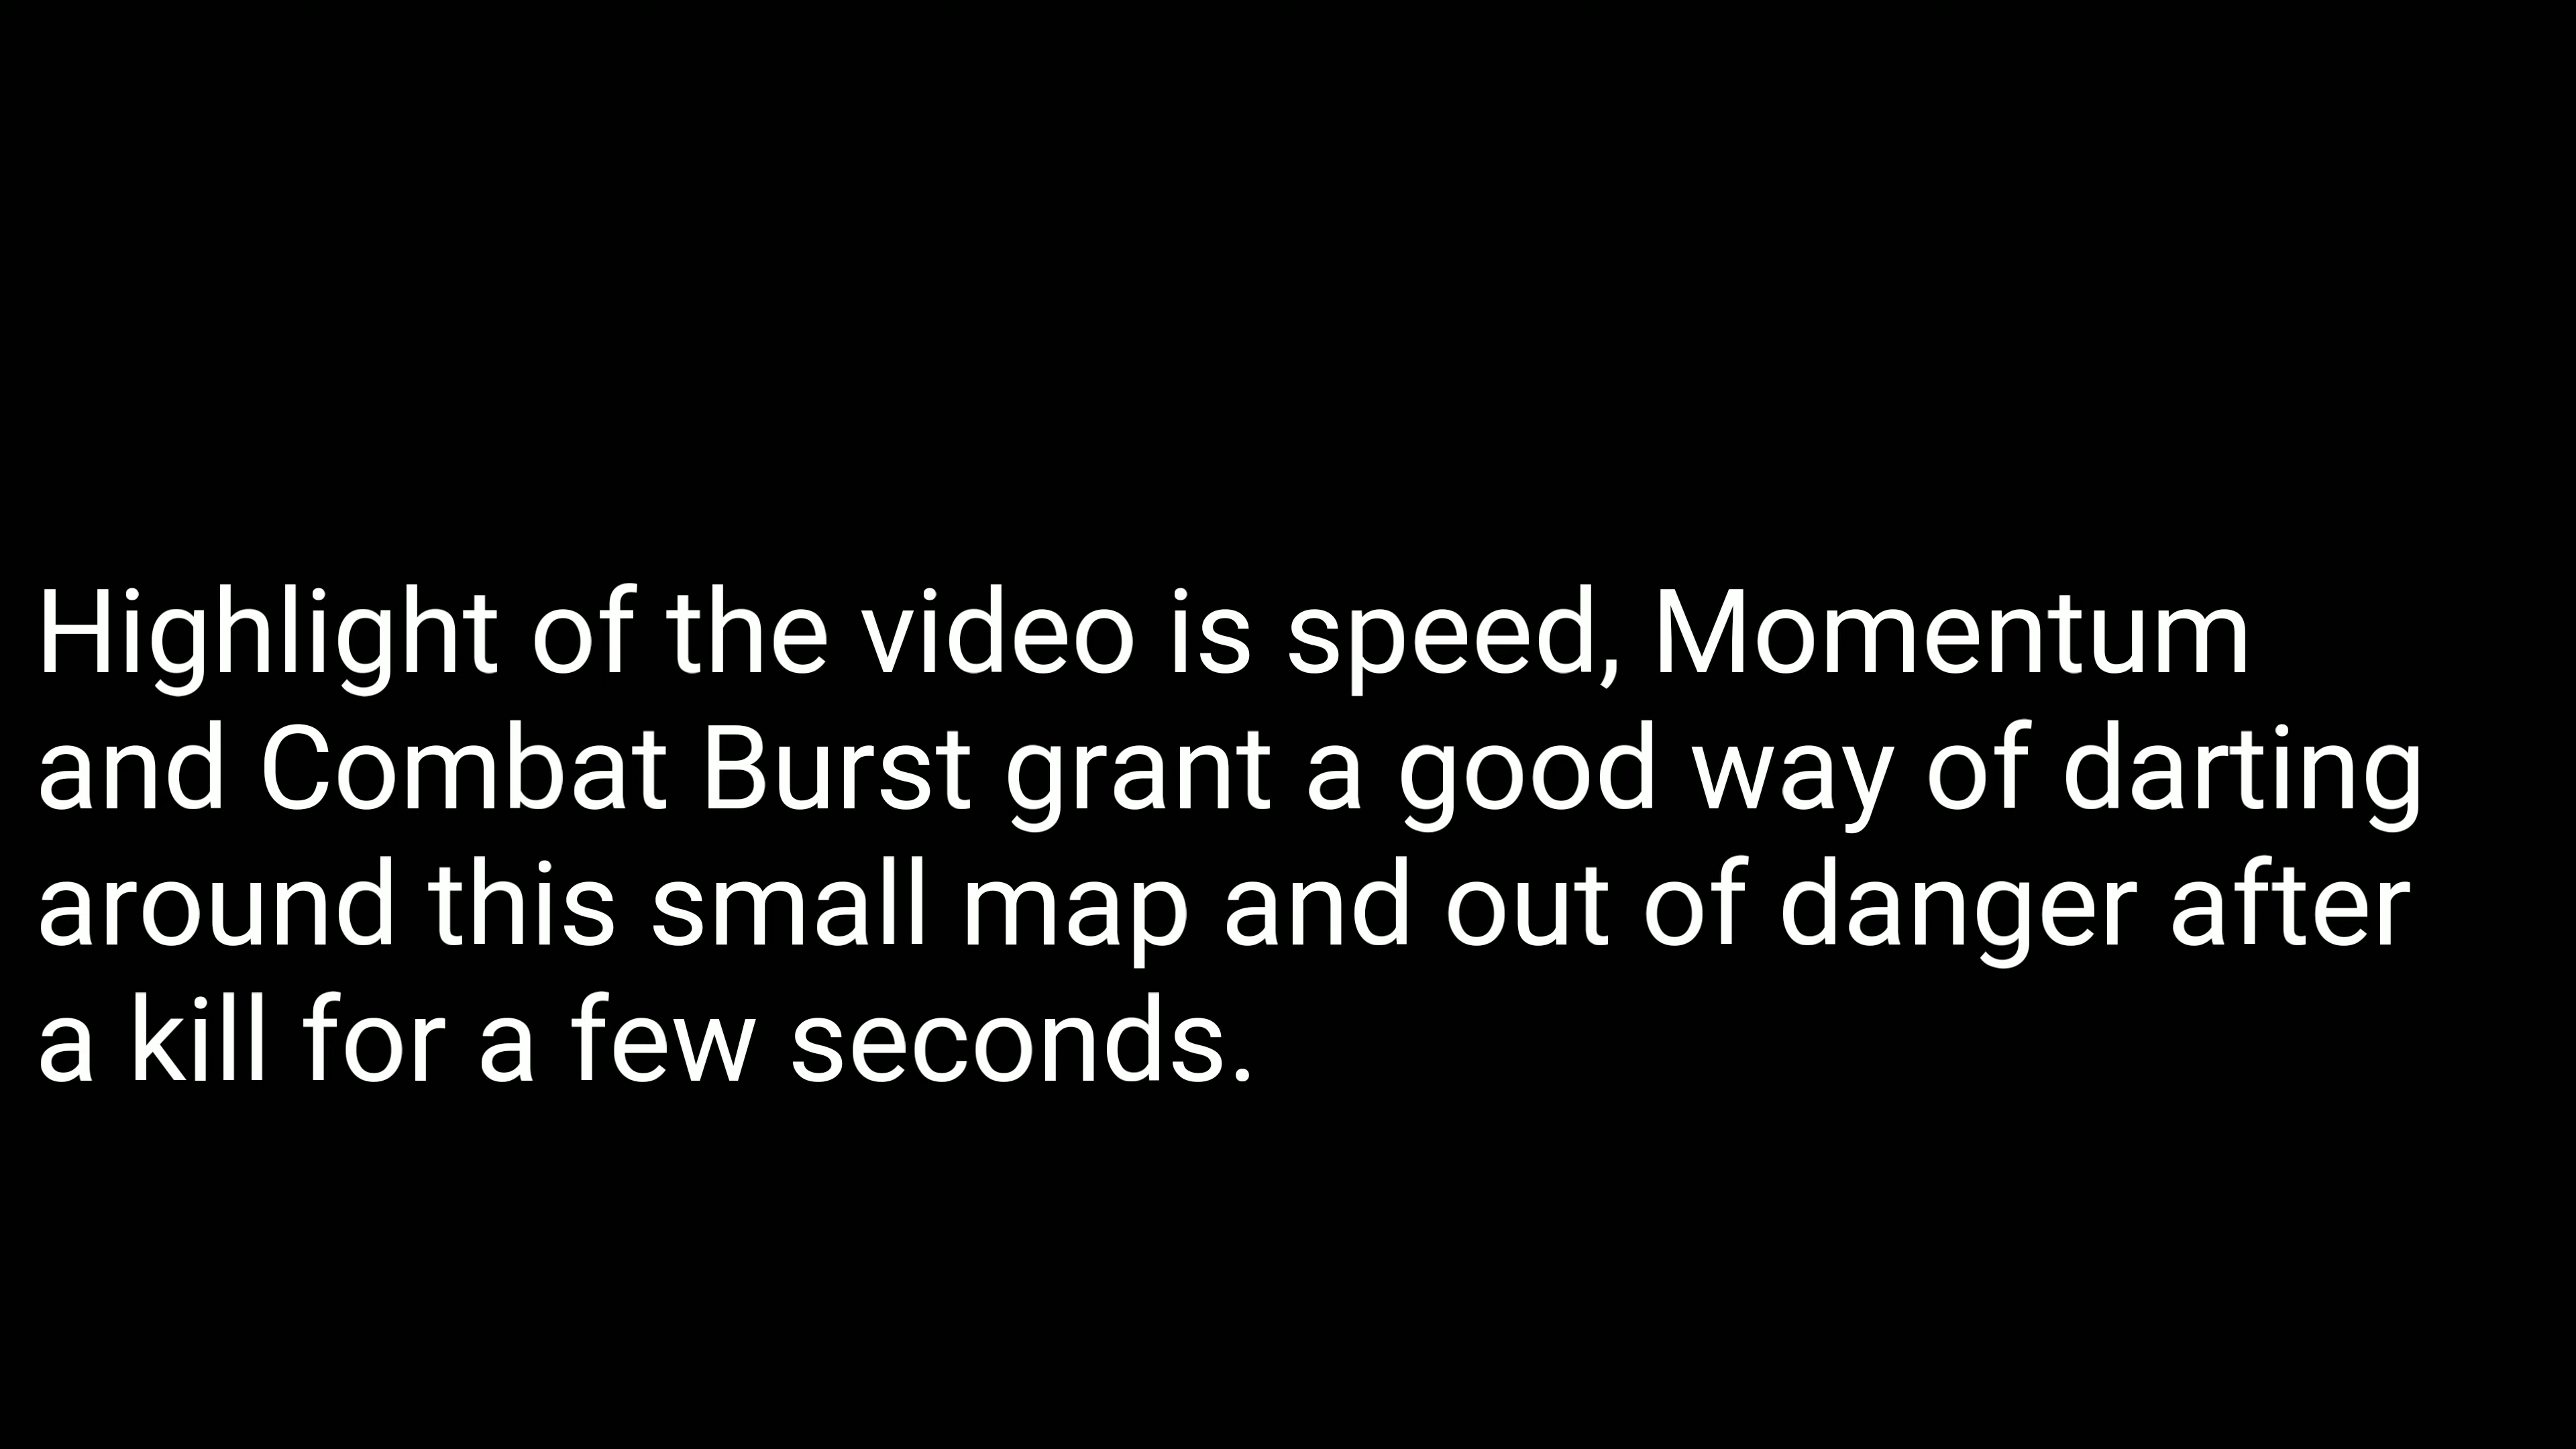 Highlight of the video is speed, Momentum
and Combat Burst grant a good way of darting
around this small map and out of danger after
a kill for a few seconds.